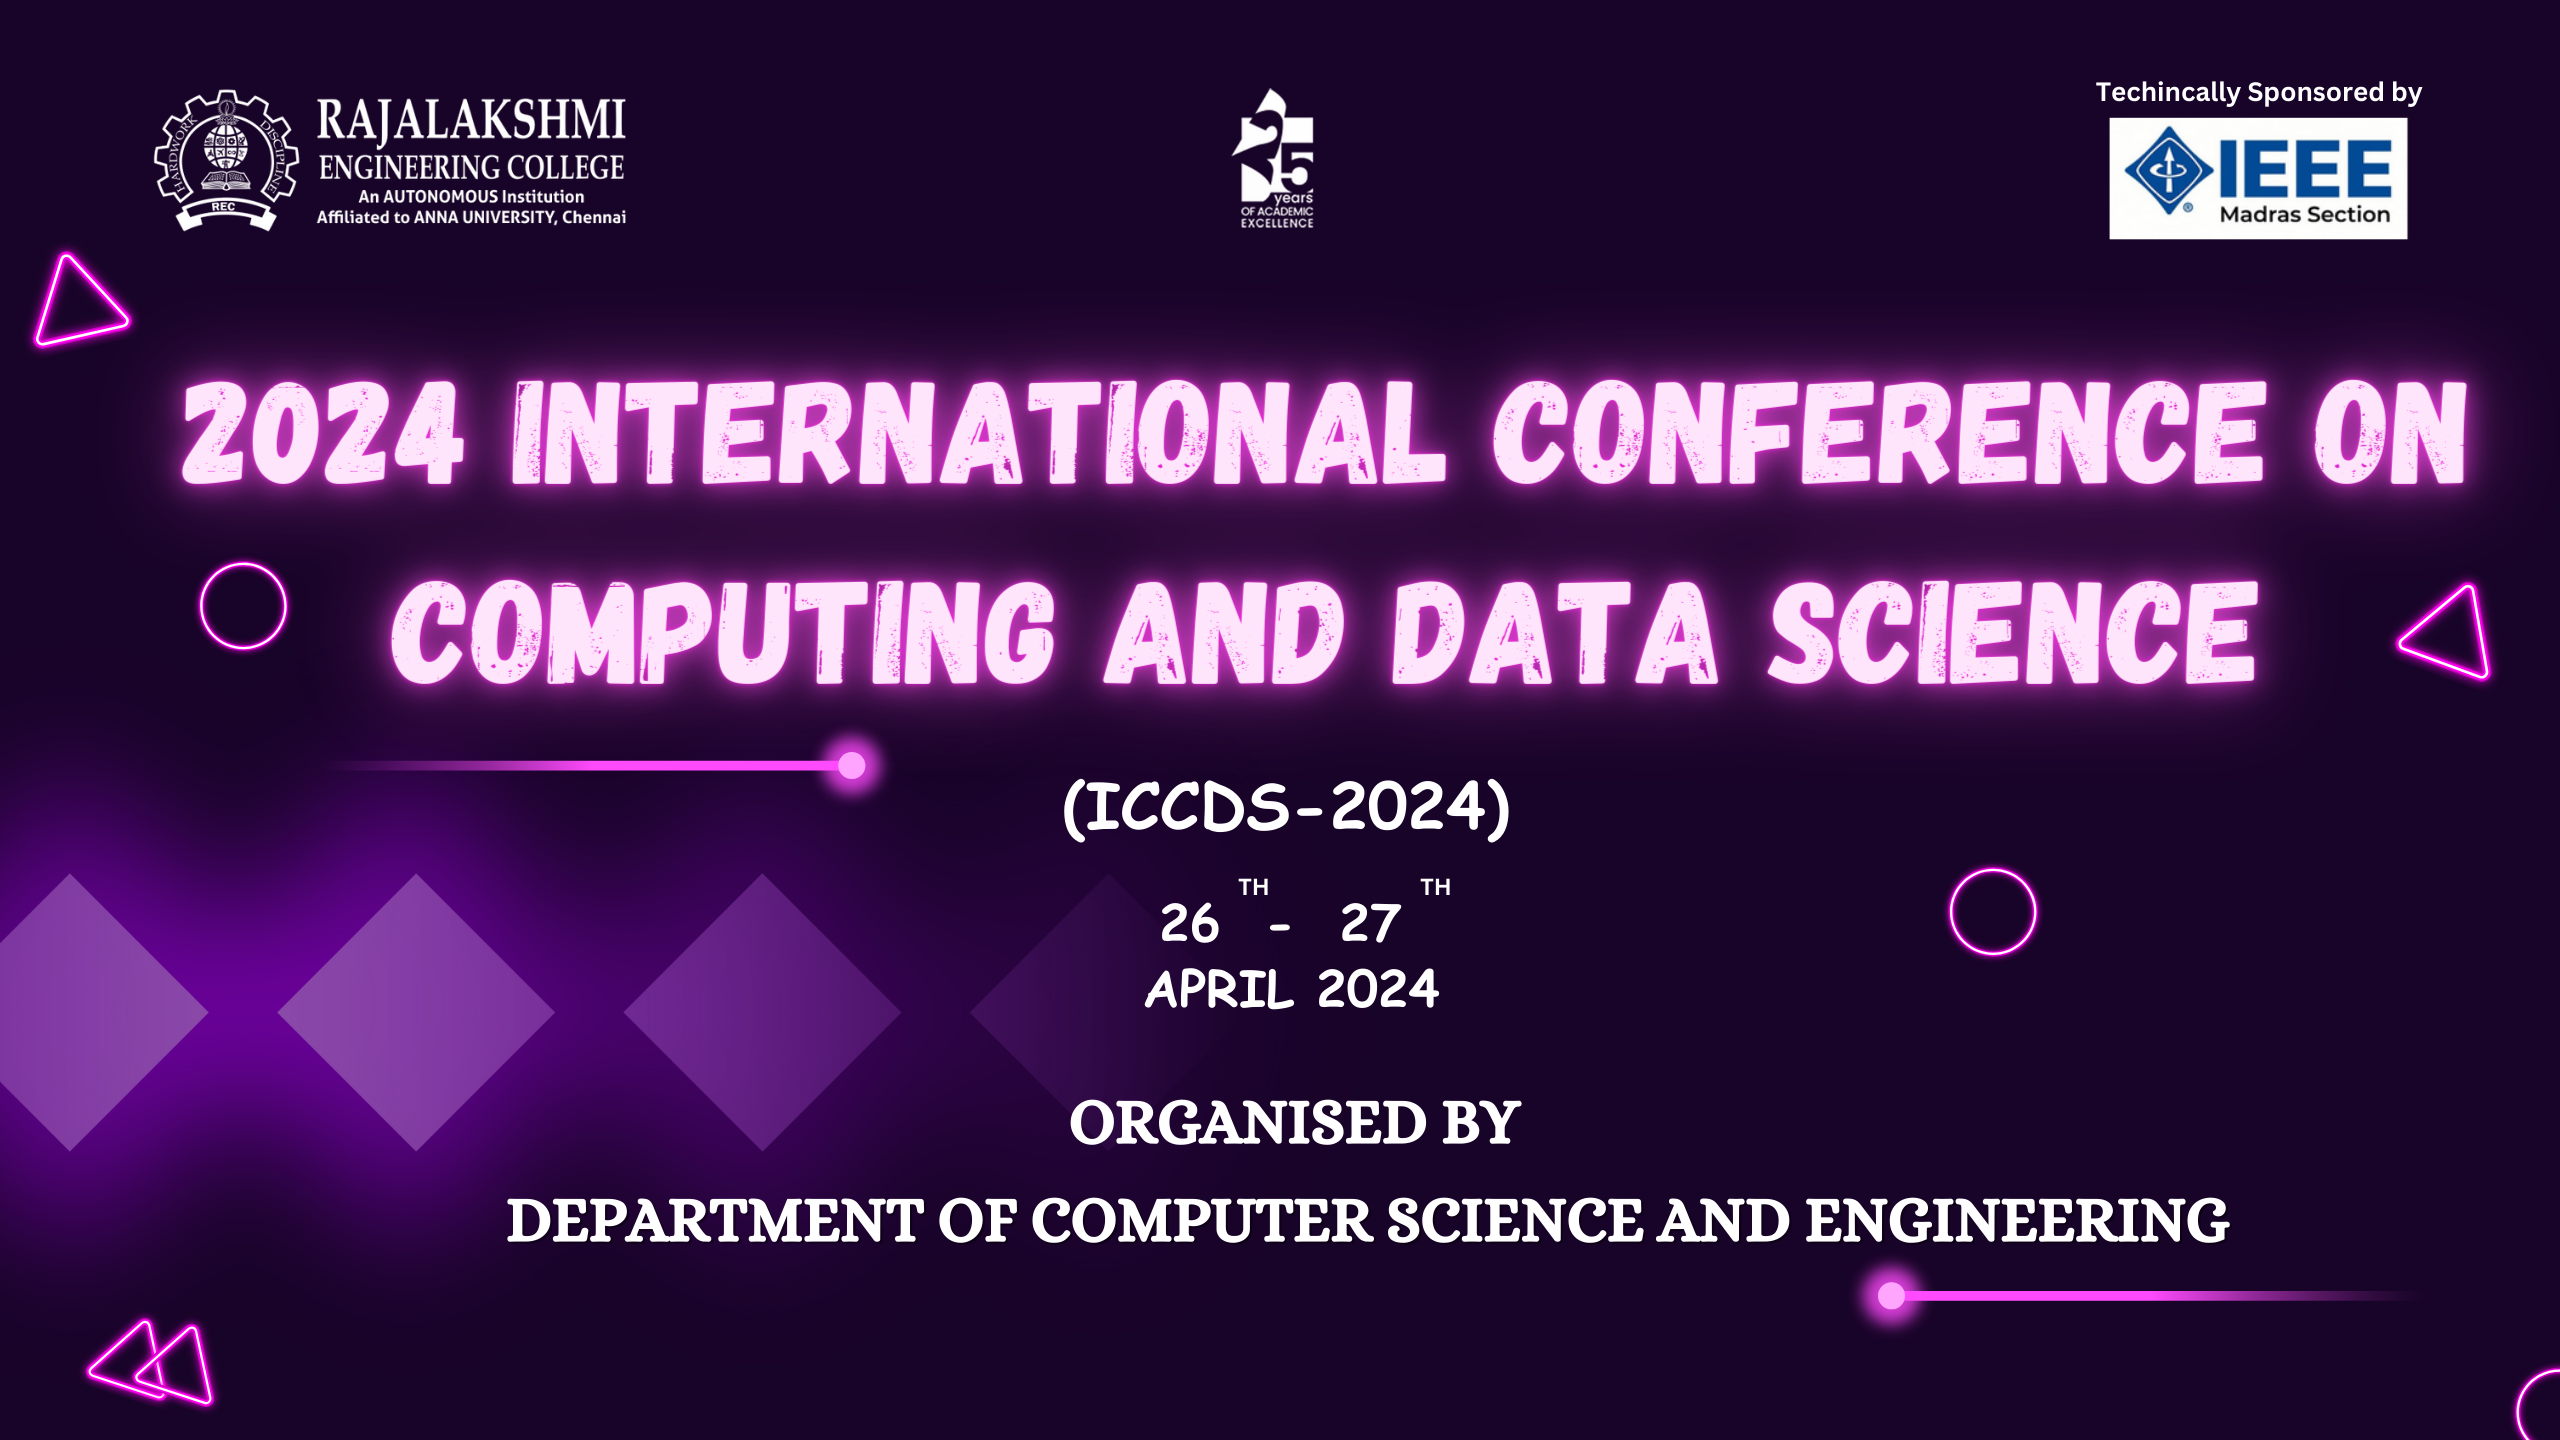 HARDWORK
DISCIPLINE
REC
RAJALAKSHMI
ENGINEERING COLLEGE
An AUTONOMOUS Institution
Affiliated to ANNA UNIVERSITY, Chennai
25
years
OF ACADEMIC
EXCELLENCE
Techincally Sponsored by
IEEE
®
Madras Section
2024 INTERNATIONAL CONFERENCE ON
COMPUTING AND DATA SCIENCE
(ICCDS-2024)
26TH - 27TH
APRIL 2024
ORGANISED BY
DEPARTMENT OF COMPUTER SCIENCE AND ENGINEERING